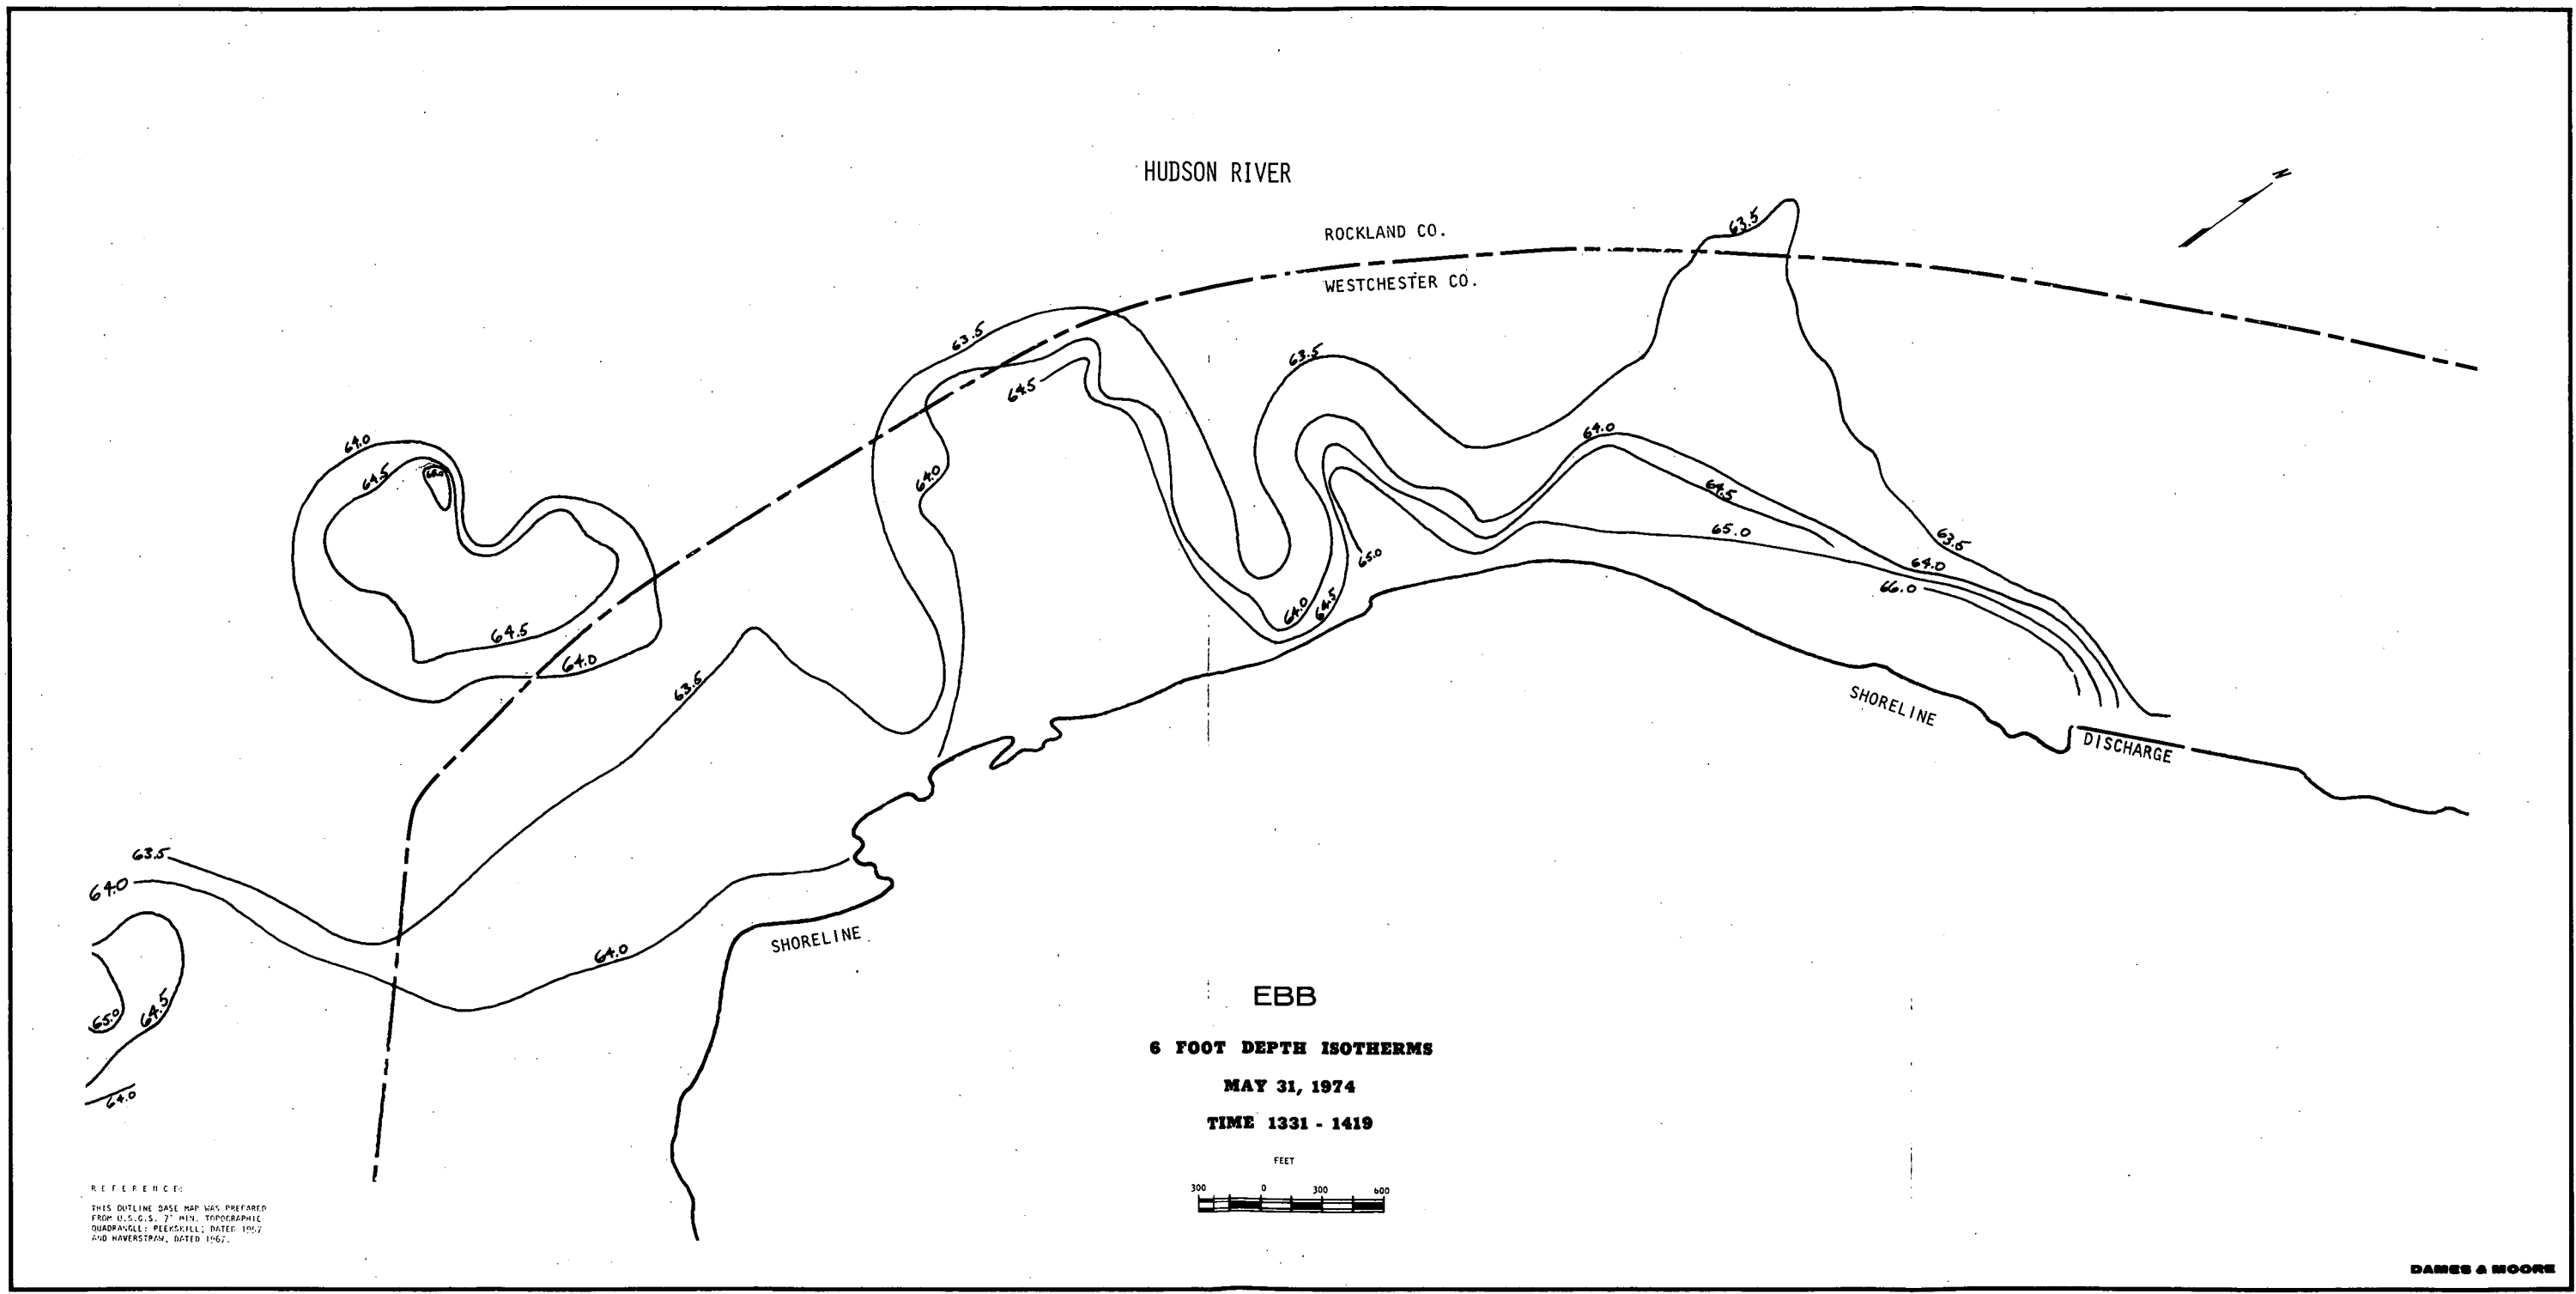 HUDSON RIVER
N
ROCKLAND CO.
WESTCHESTER CO.
63.5
63.5
63.5
64.5
64.0
64.0
64.5
64.0
64.5
65.0
63.5
64.0
66.0
65.0
64.0
64.5
64.5
64.0
63.5
SHORELINE
DISCHARGE
63.5
64.0
64.0
SHORELINE
65.0
64.5
64.0
EBB
6 FOOT DEPTH ISOTHERMS
MAY 31, 1974
TIME 1331 - 1419
FEET
300 0 300 600
REFERENCE:
THIS OUTLINE BASE MAP WAS PREPARED
FROM U.S.G.S. 7' MIN. TOPOGRAPHIC
QUADRANGLE: PEEKSKILL; DATED 1957
AND HAVERSTRAW, DATED 1967.
DAMES & MOORE